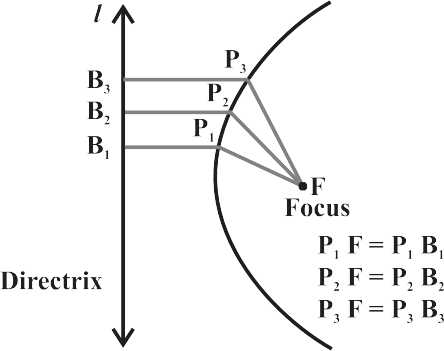 l
P₃
B₃
P₂
B₂
P₁
B₁
F
Focus
P₁ F = P₁ B₁
Directrix
P₂ F = P₂ B₂
P₃ F = P₃ B₃